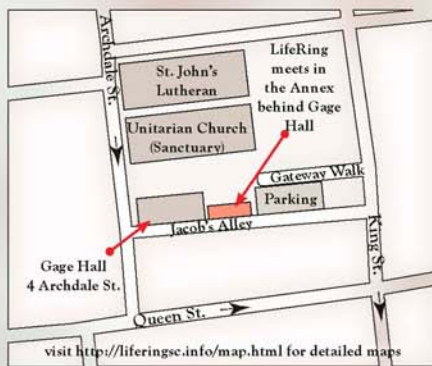 Archdale St.
St. John's
Lutheran
LifeRing
meets in
the Annex
behind Gage
Hall
Unitarian Church
(Sanctuary)
Gateway Walk
Parking
Jacob's Alley
King St.
Gage Hall
4 Archdale St.
Queen St.
visit http://liferingsc.info/map.html for detailed maps